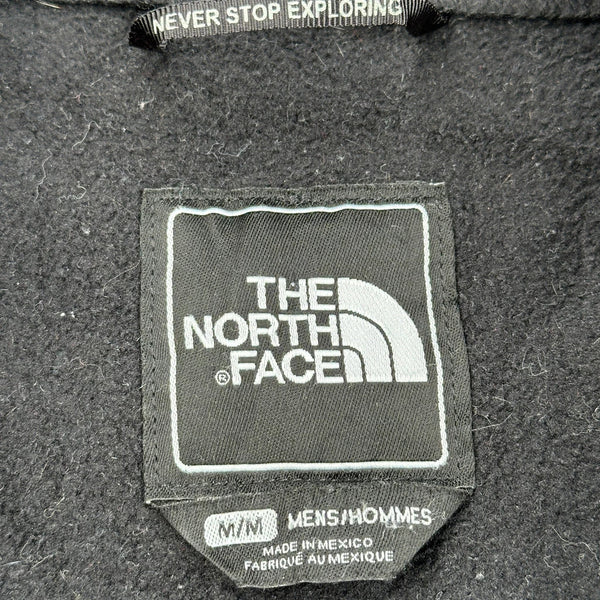 NEVER STOP EXPLORING
THE
NORTH
® FACE
M/M MENS/HOMMES
MADE IN MEXICO
FABRIQUÉ AU MEXIQUE